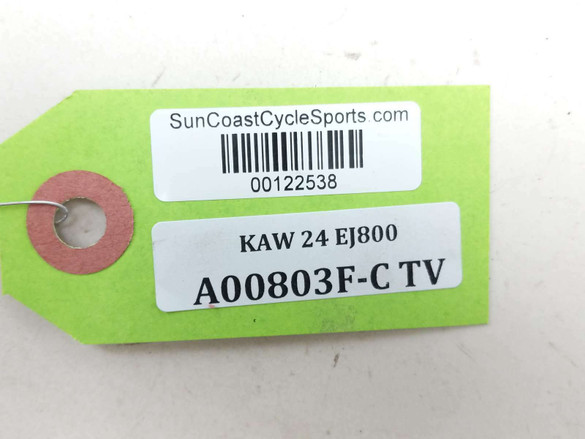 SunCoastCycleSports.com
00122538
KAW 24 EJ800
A00803F-C TV